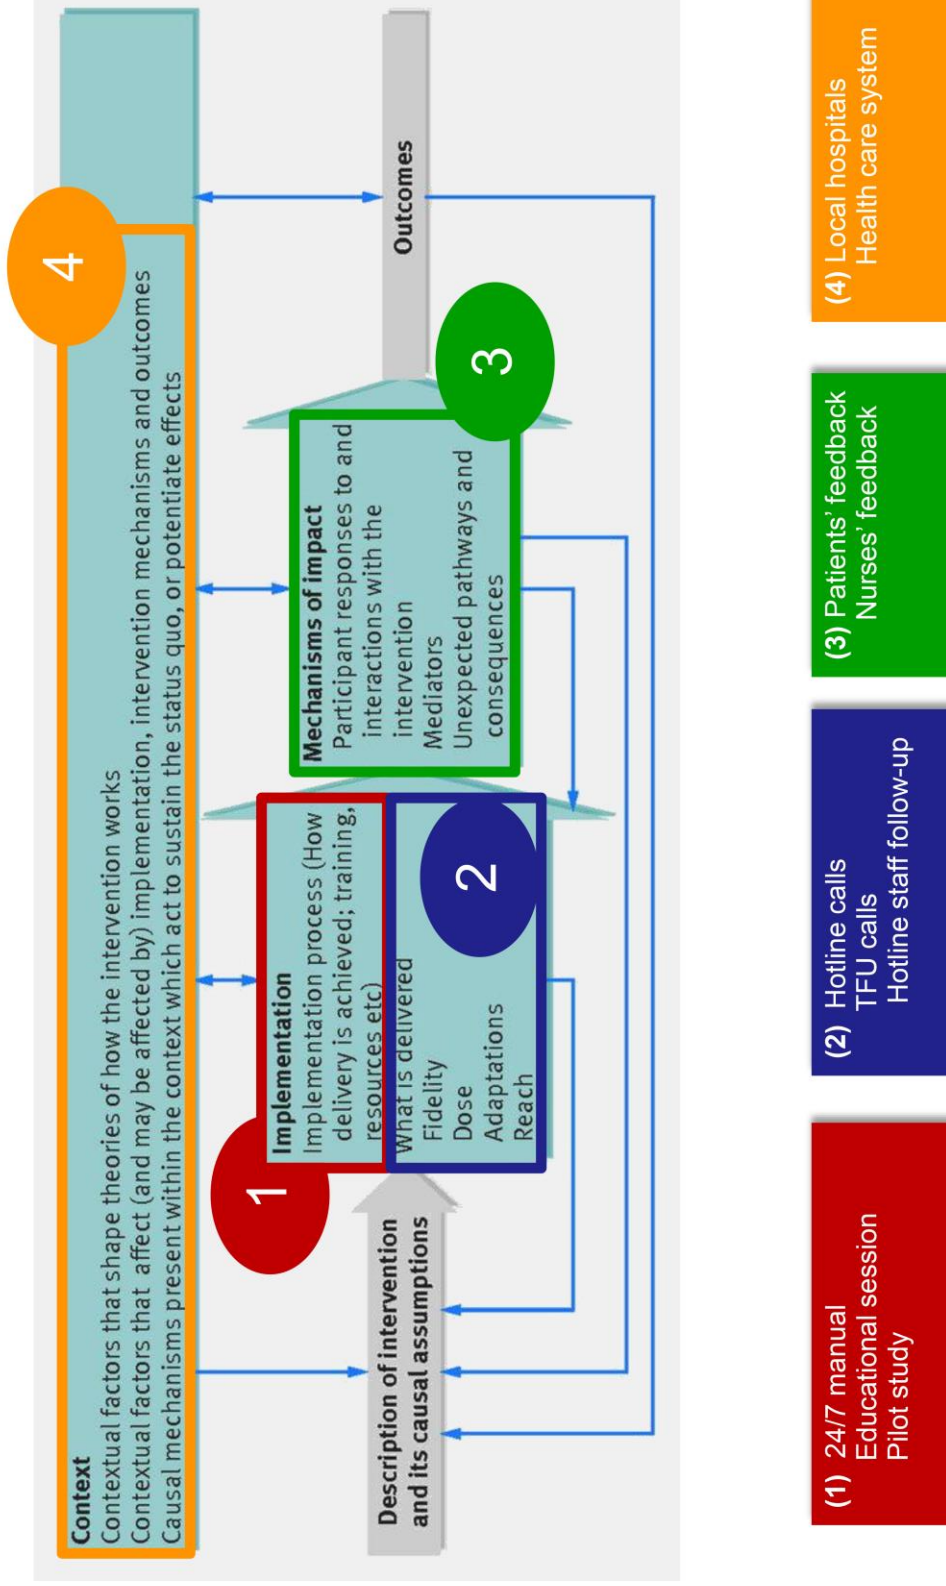 Context
Contextual factors that shape theories of how the intervention works
Contextual factors that affect (and may be affected by) implementation, intervention mechanisms and outcomes
Causal mechanisms present within the context which act to sustain the status quo, or potentiate effects
4
Description of intervention
and its causal assumptions
1
Implementation
Implementation process (How
delivery is achieved; training,
resources etc)
What is delivered
Fidelity
Dose
Adaptations
Reach
2
Mechanisms of impact
Participant responses to and
interactions with the
intervention
Mediators
Unexpected pathways and
consequences
3
Outcomes
(1) 24/7 manual
Educational session
Pilot study
(2) Hotline calls
TFU calls
Hotline staff follow-up
(3) Patients' feedback
Nurses' feedback
(4) Local hospitals
Health care system